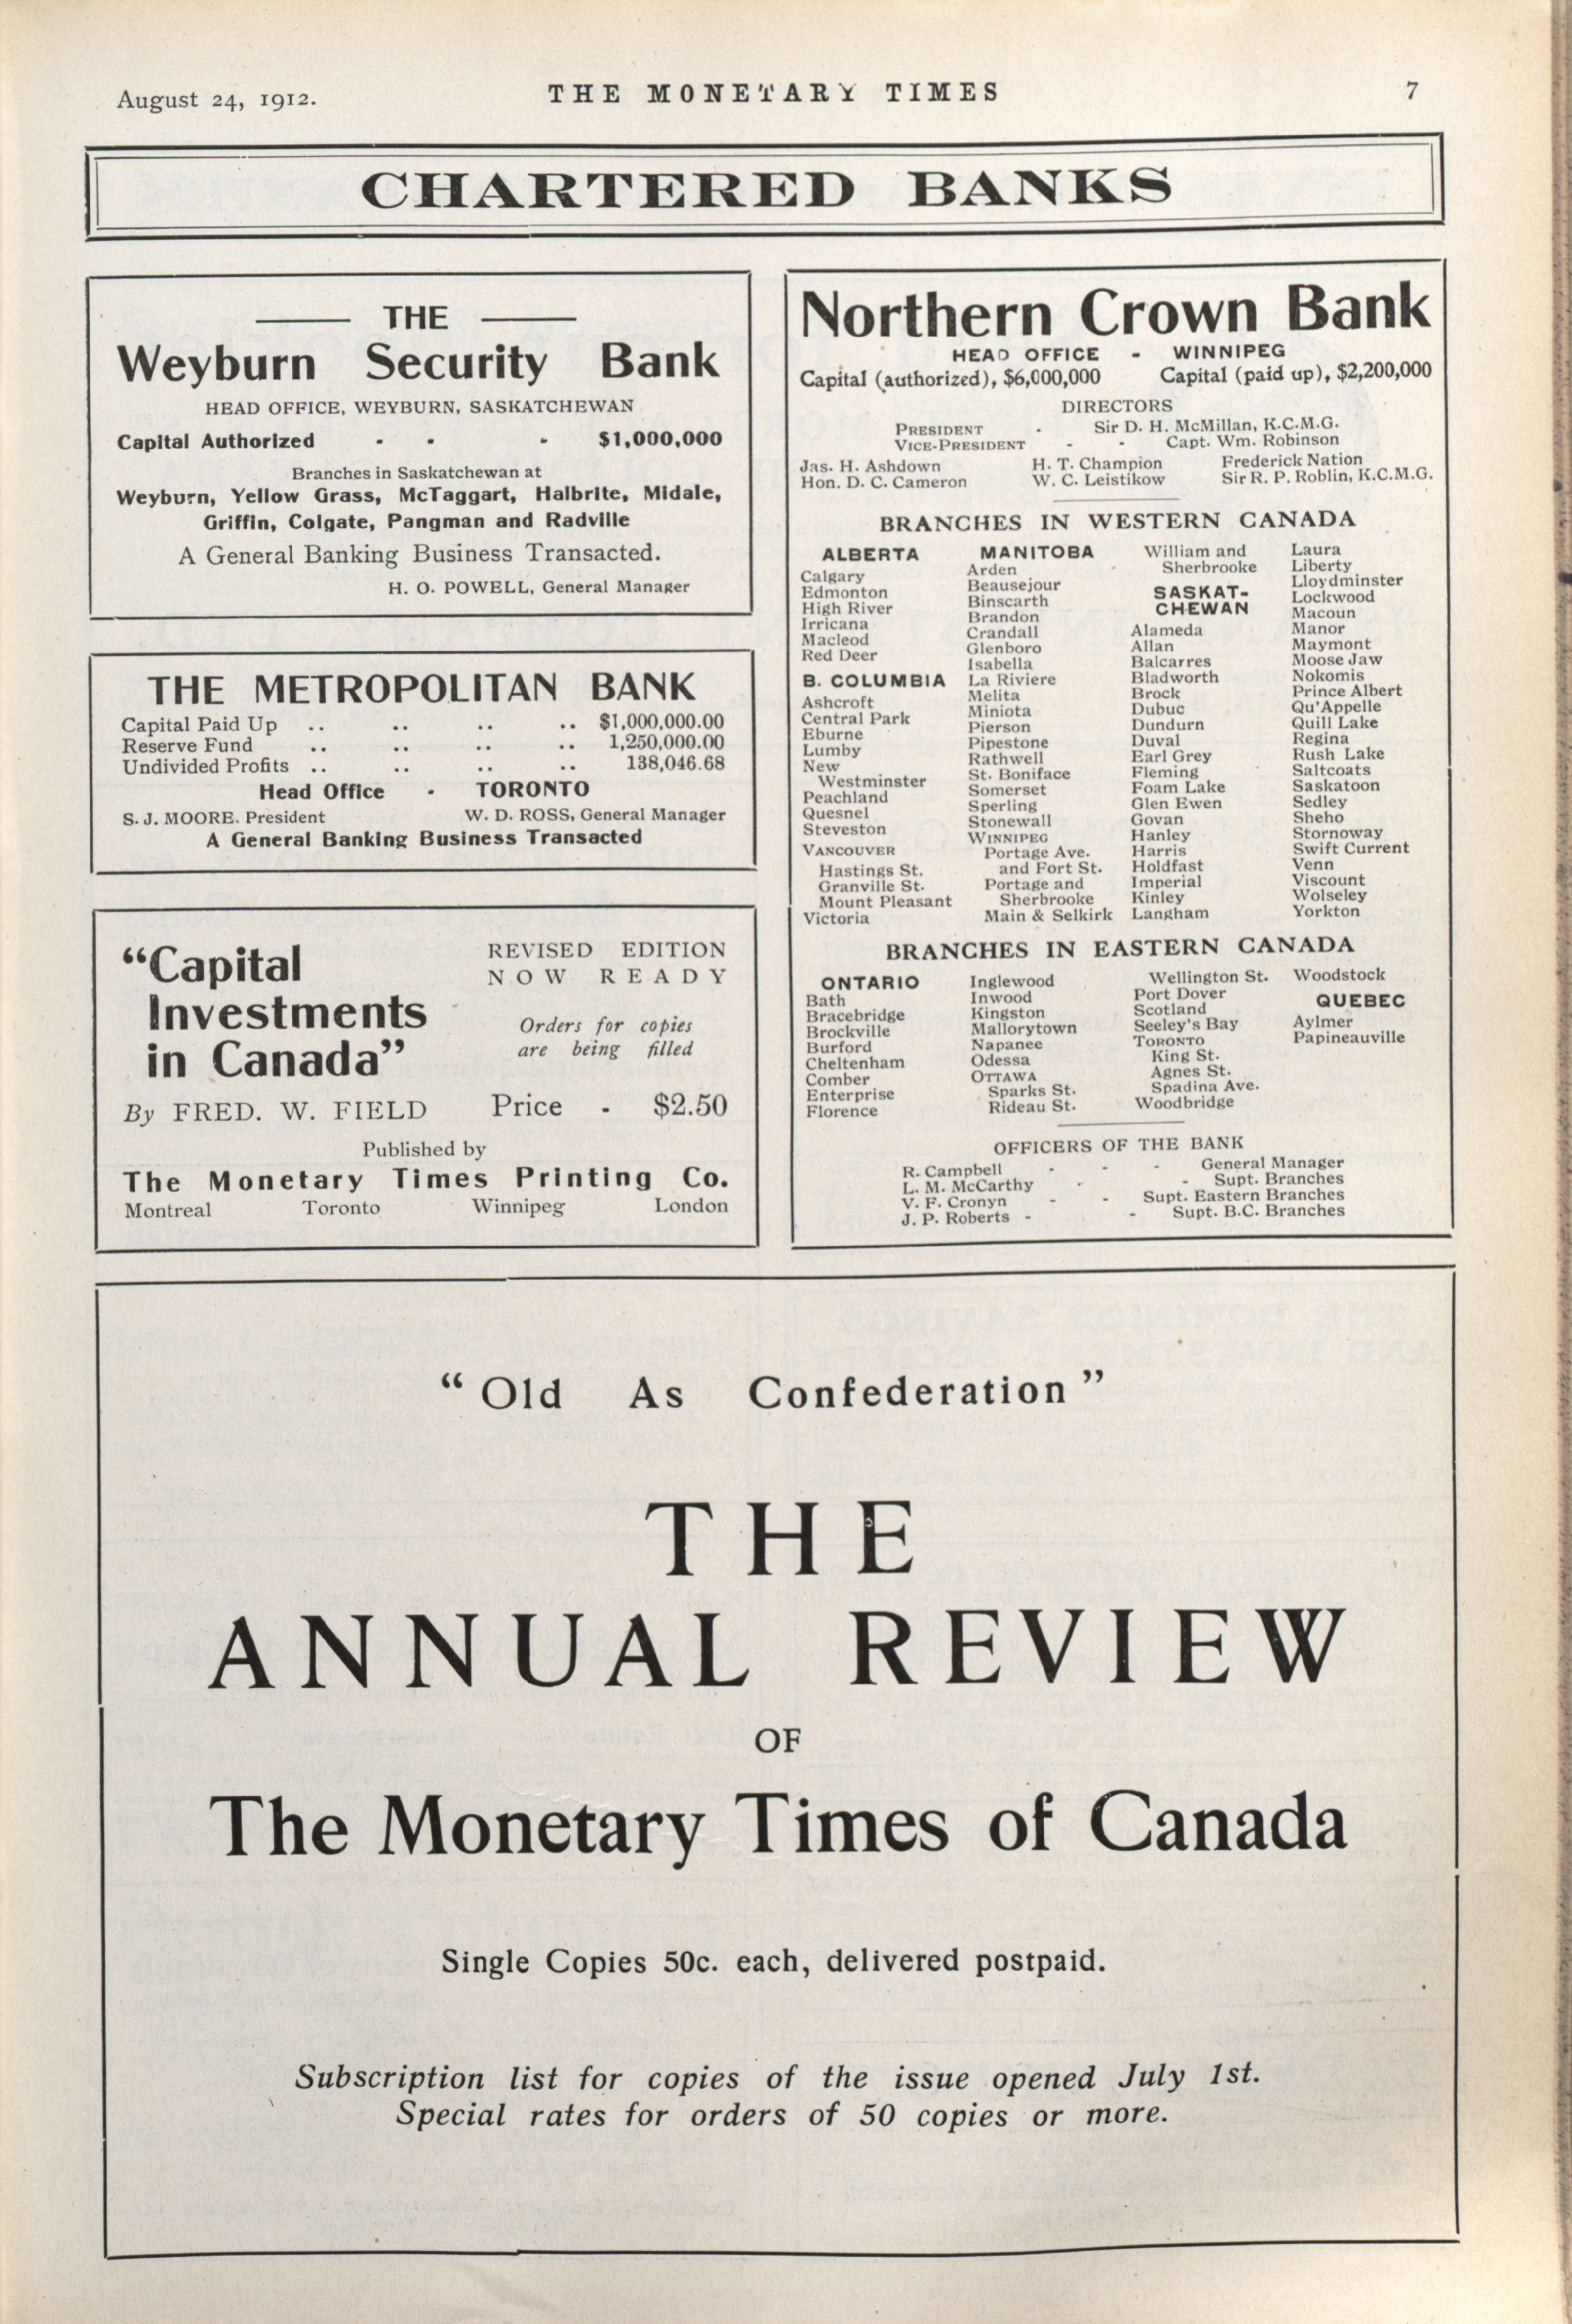 August 24, 1912.
THE MONETARY TIMES
7
CHARTERED BANKS
THE
Weyburn Security Bank
HEAD OFFICE, WEYBURN, SASKATCHEWAN
Capital Authorized - - - $1,000,000
Branches in Saskatchewan at
Weyburn, Yellow Grass, McTaggart, Halbrite, Midale,
Griffin, Colgate, Pangman and Radville
A General Banking Business Transacted.
H. O. POWELL, General Manager
THE METROPOLITAN BANK
Capital Paid Up .. .. .. .. $1,000,000.00
Reserve Fund .. .. .. .. 1,250,000.00
Undivided Profits .. .. .. .. 138,046.68
Head Office - TORONTO
S. J. MOORE. President W. D. ROSS, General Manager
A General Banking Business Transacted
“Capital
Investments
in Canada”
By FRED. W. FIELD
REVISED EDITION
NOW READY
Orders for copies
are being filled
Price - $2.50
Published by
The Monetary Times Printing Co.
Montreal Toronto Winnipeg London
Northern Crown Bank
HEAD OFFICE - WINNIPEG
Capital (authorized), $6,000,000 Capital (paid up), $2,200,000
DIRECTORS
PRESIDENT - Sir D. H. McMillan, K.C.M.G.
VICE-PRESIDENT - - Capt. Wm. Robinson
Jas. H. Ashdown H. T. Champion Frederick Nation
Hon. D. C. Cameron W. C. Leistikow Sir R. P. Roblin, K.C.M.G.
BRANCHES IN WESTERN CANADA
ALBERTA
Calgary
Edmonton
High River
Irricana
Macleod
Red Deer
B. COLUMBIA
Ashcroft
Central Park
Eburne
Lumby
New
Westminster
Peachland
Quesnel
Steveston
VANCOUVER
Hastings St.
Granville St.
Mount Pleasant
Victoria
MANITOBA
Arden
Beausejour
Binscarth
Brandon
Crandall
Glenboro
Isabella
La Riviere
Melita
Miniota
Pierson
Pipestone
Rathwell
St. Boniface
Somerset
Sperling
Stonewall
WINNIPEG
Portage Ave.
and Fort St.
Portage and
Sherbrooke
Main & Selkirk
William and
Sherbrooke
SASKAT-
CHEWAN
Alameda
Allan
Balcarres
Bladworth
Brock
Dubuc
Dundurn
Duval
Earl Grey
Fleming
Foam Lake
Glen Ewen
Govan
Hanley
Harris
Holdfast
Imperial
Kinley
Langham
Laura
Liberty
Lloydminster
Lockwood
Macoun
Manor
Maymont
Moose Jaw
Nokomis
Prince Albert
Qu'Appelle
Quill Lake
Regina
Rush Lake
Saltcoats
Saskatoon
Sedley
Sheho
Stornoway
Swift Current
Venn
Viscount
Wolseley
Yorkton
BRANCHES IN EASTERN CANADA
ONTARIO
Bath
Bracebridge
Brockville
Burford
Cheltenham
Comber
Enterprise
Florence
Inglewood
Inwood
Kingston
Mallorytown
Napanee
Odessa
OTTAWA
Sparks St.
Rideau St.
Wellington St.
Port Dover
Scotland
Seeley's Bay
TORONTO
King St.
Agnes St.
Spadina Ave.
Woodbridge
Woodstock
QUEBEC
Aylmer
Papineauville
OFFICERS OF THE BANK
R. Campbell - - - General Manager
L. M. McCarthy - - Supt. Branches
V. F. Cronyn - - Supt. Eastern Branches
J. P. Roberts - - Supt. B.C. Branches
“Old As Confederation”
THE
ANNUAL REVIEW
OF
The Monetary Times of Canada
Single Copies 50c. each, delivered postpaid.
Subscription list for copies of the issue opened July 1st.
Special rates for orders of 50 copies or more.